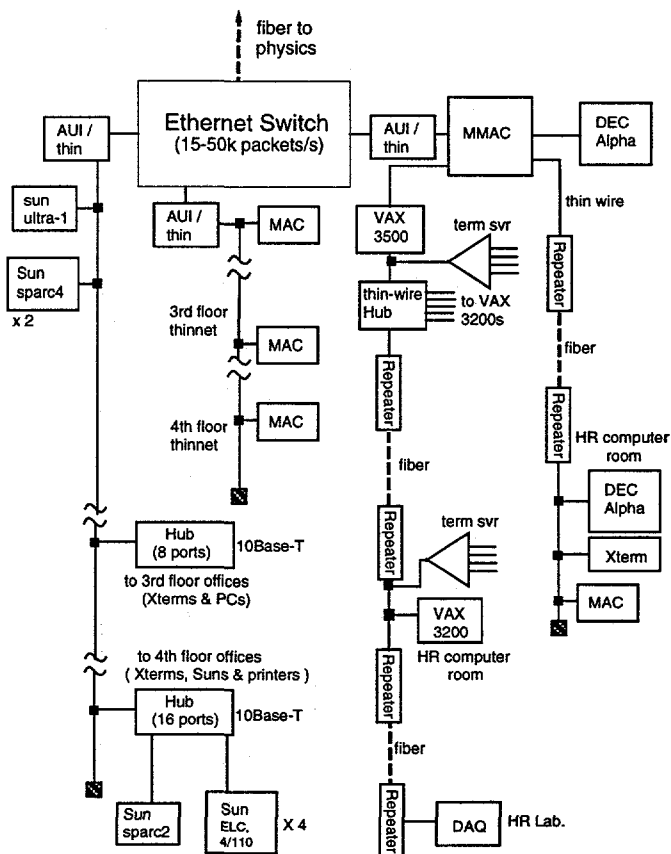 fiber to
physics
Ethernet Switch
(15-50k packets/s)
AUI /
thin
AUI /
thin
MMAC
DEC
Alpha
sun
ultra-1
AUI /
thin
MAC
VAX
3500
term svr
thin wire
Sun
sparc4
x 2
thin-wire
Hub
to VAX
3200s
Repeater
3rd floor
thinnet
MAC
Repeater
fiber
4th floor
thinnet
MAC
fiber
Repeater
HR computer
room
DEC
Alpha
Repeater
term svr
Hub
(8 ports)
10Base-T
Xterm
to 3rd floor offices
(Xterms & PCs)
MAC
VAX
3200
HR computer
room
to 4th floor offices
( Xterms, Suns & printers )
Hub
(16 ports)
10Base-T
Repeater
fiber
Sun
sparc2
Sun
ELC,
4/110
X 4
Repeater
DAQ
HR Lab.